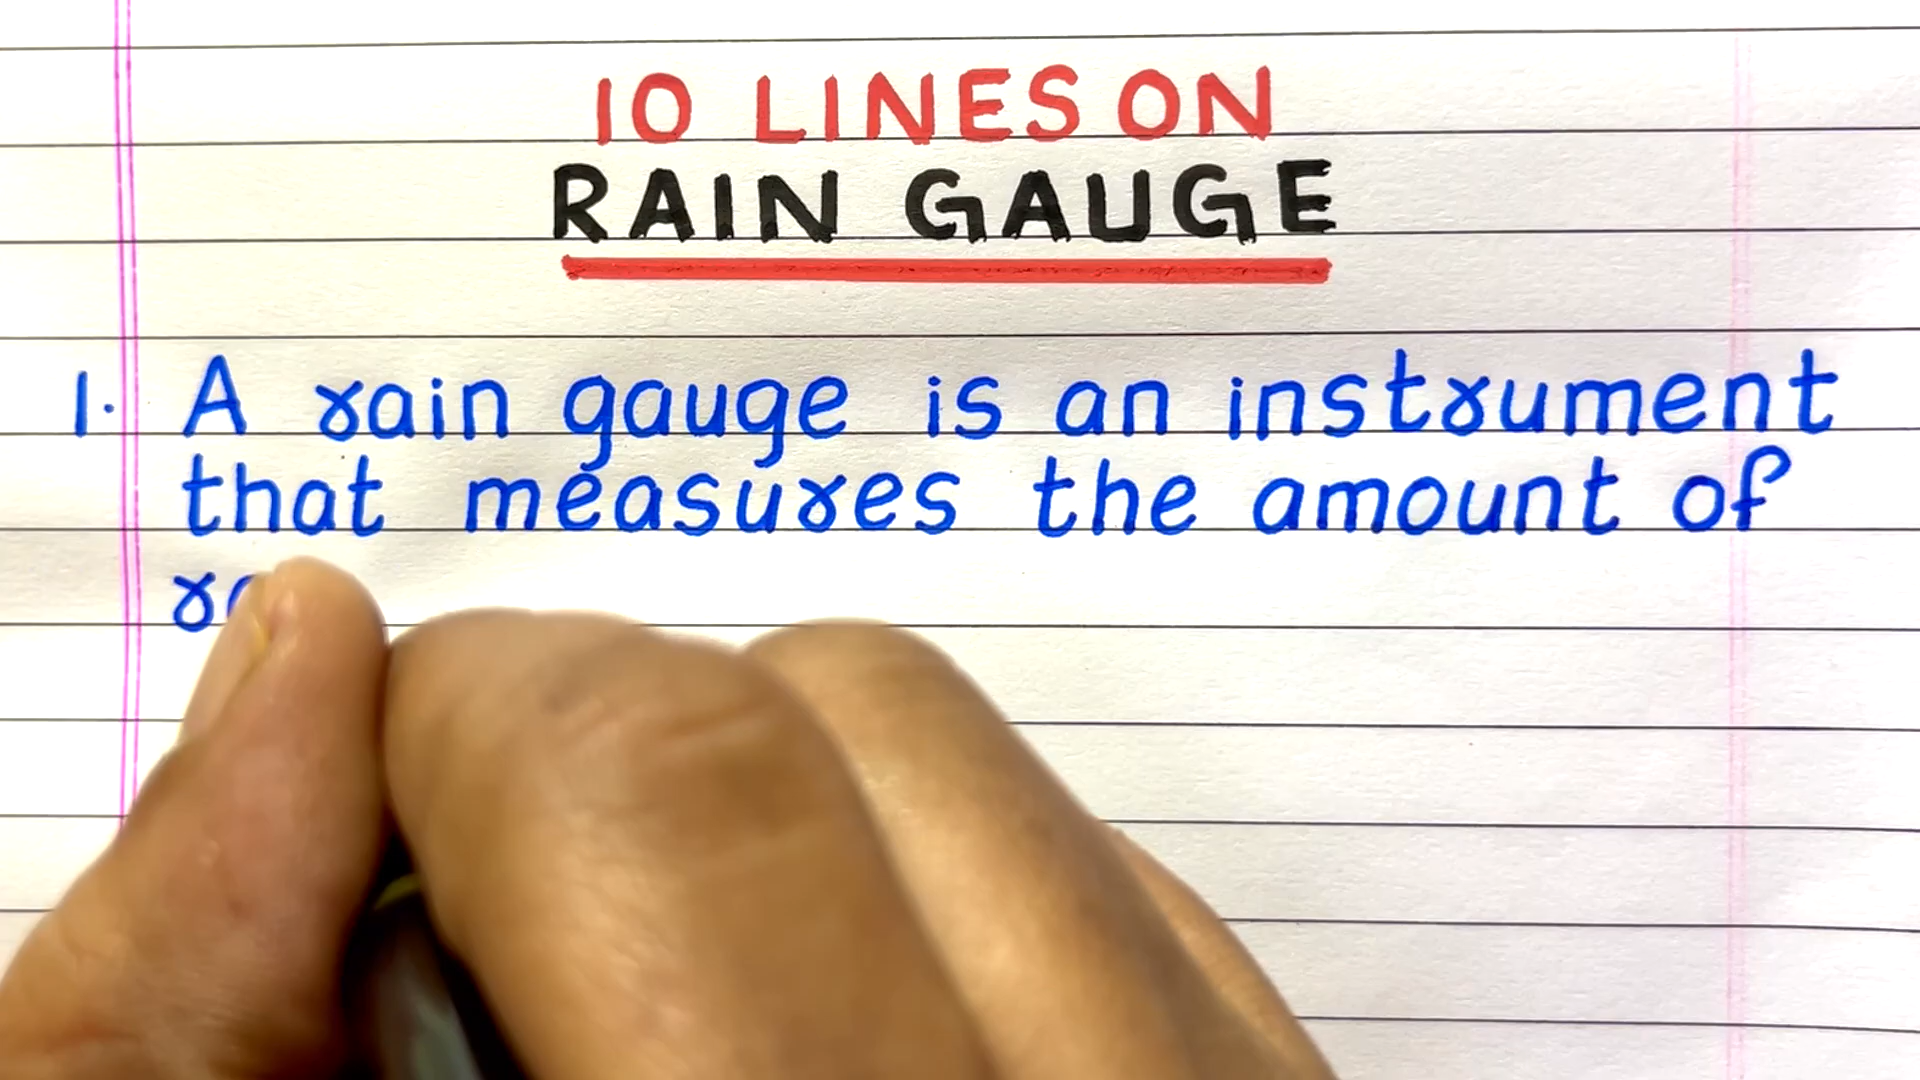 10 LINES ON
RAIN GAUGE
1. A rain gauge is an instrument
that measures the amount of